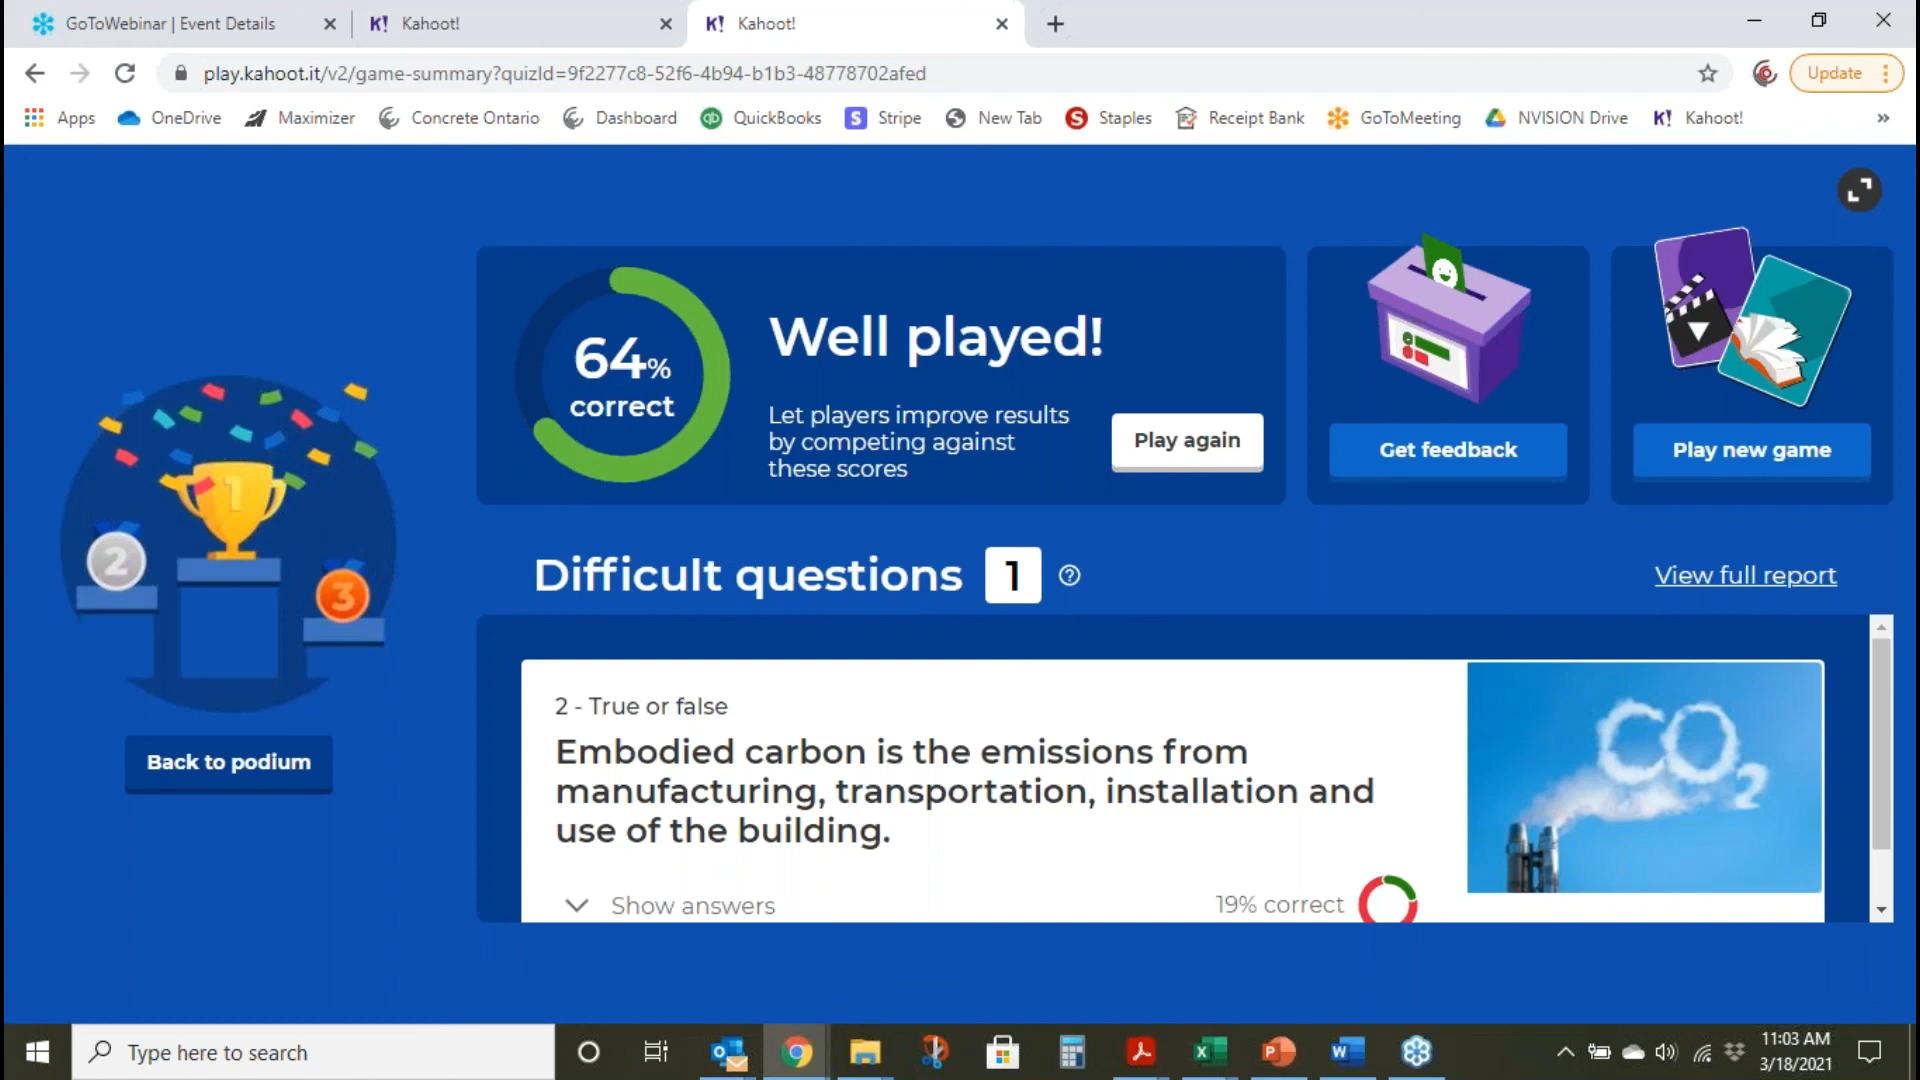 GoToWebinar | Event Details
K! Kahoot!
K! Kahoot!
play.kahoot.it/v2/game-summary?quizId=9f2277c8-52f6-4b94-b1b3-48778702afed
Update
Apps OneDrive Maximizer Concrete Ontario Dashboard qb QuickBooks S Stripe New Tab S Staples Receipt Bank GoToMeeting NVISION Drive K! Kahoot! »
64% correct
Well played!
Let players improve results
by competing against
these scores
Play again
Get feedback
Play new game
1
2
3
Back to podium
Difficult questions 1 ?
View full report
2 - True or false
Embodied carbon is the emissions from
manufacturing, transportation, installation and
use of the building.
CO2
Show answers
19% correct
Type here to search
11:03 AM
3/18/2021